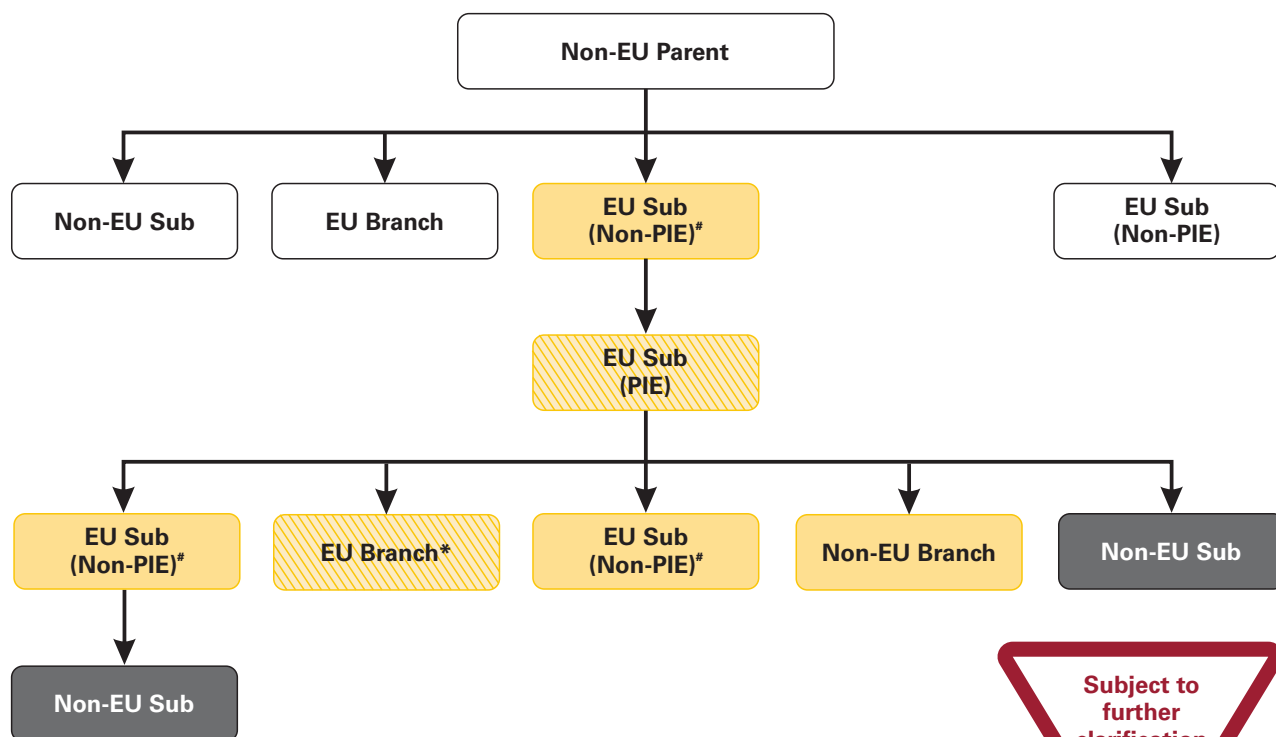 Non-EU Parent
Non-EU Sub
EU Branch
EU Sub
(Non-PIE)#
EU Sub
(Non-PIE)
EU Sub
(PIE)
EU Sub
(Non-PIE)#
EU Branch*
EU Sub
(Non-PIE)#
Non-EU Branch
Non-EU Sub
Non-EU Sub
Subject to
further
clarification